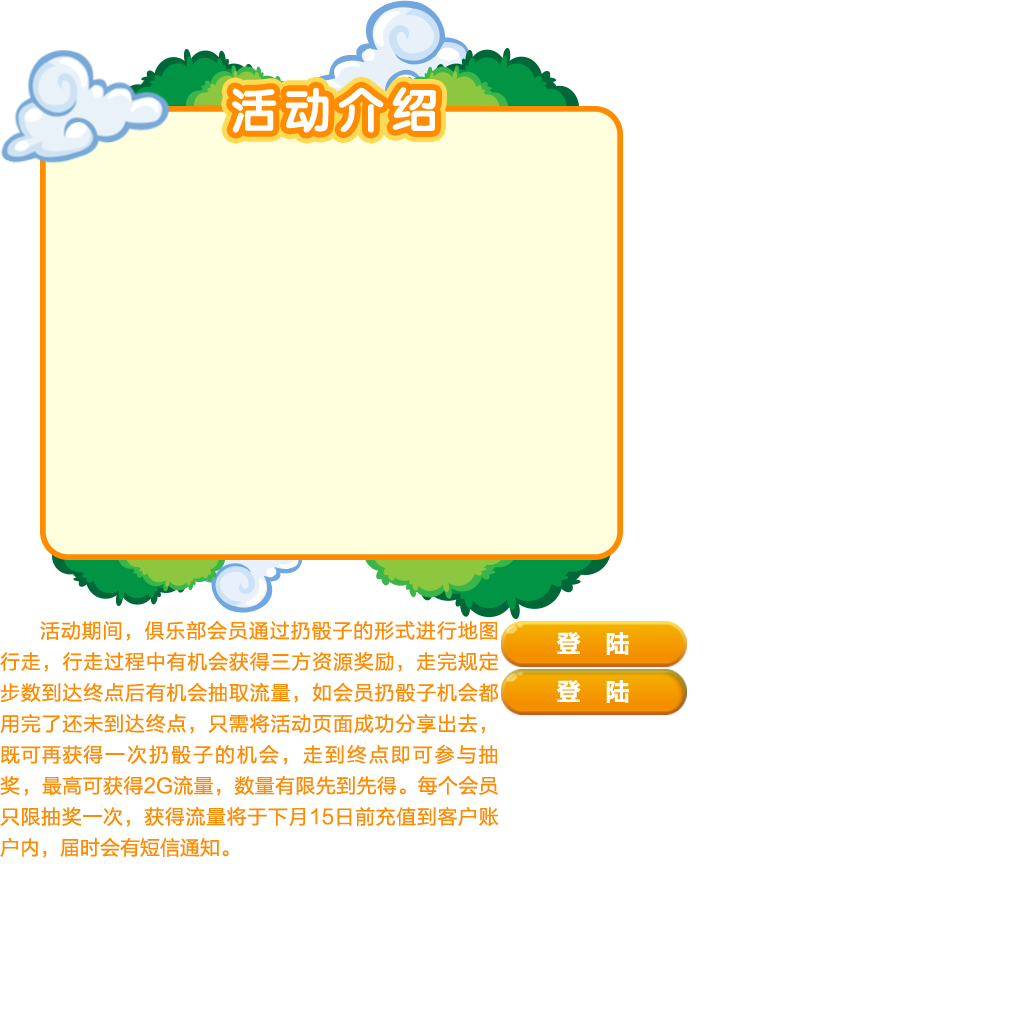 活动介绍
活动期间，俱乐部会员通过扔骰子的形式进行地图
行走，行走过程中有机会获得三方资源奖励，走完规定
步数到达终点后有机会抽取流量，如会员扔骰子机会都
用完了还未到达终点，只需将活动页面成功分享出去，
既可再获得一次扔骰子的机会，走到终点即可参与抽
奖，最高可获得2G流量，数量有限先到先得。每个会员
只限抽奖一次，获得流量将于下月15日前充值到客户账
户内，届时会有短信通知。
登 陆
登 陆